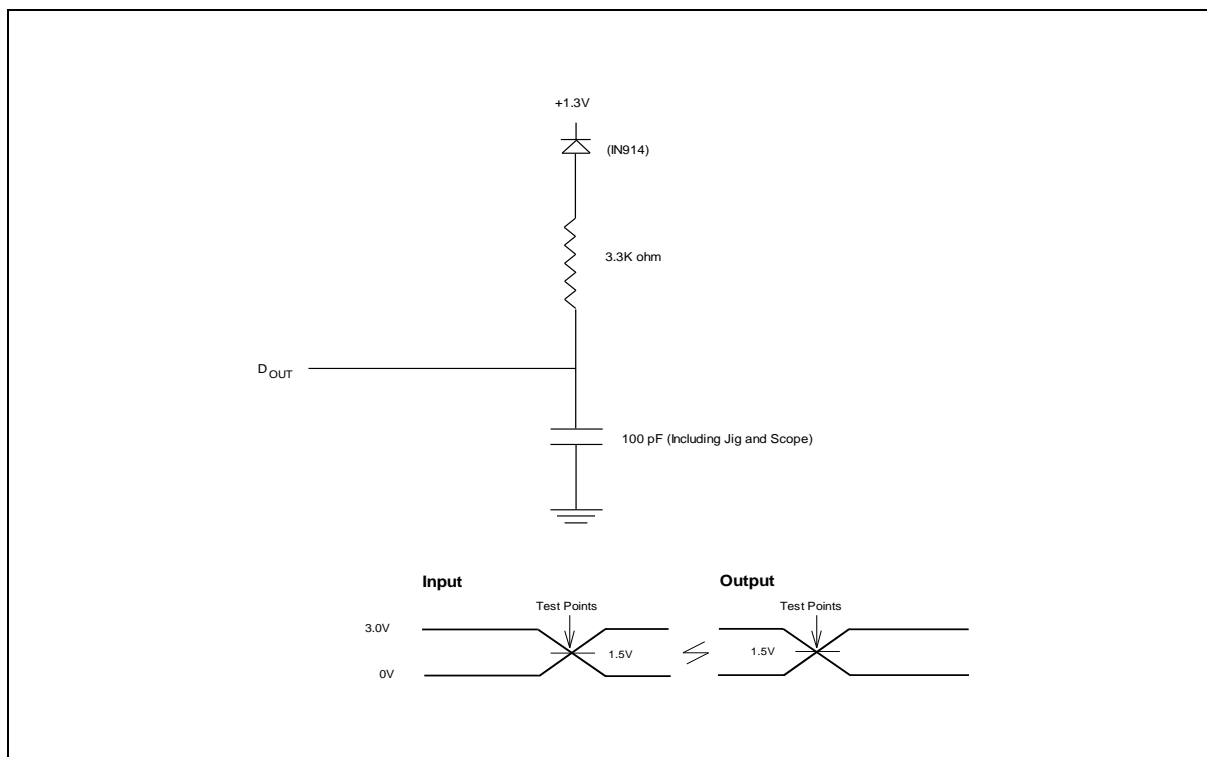 +1.3V
(IN914)
3.3K ohm
D OUT
100 pF (Including Jig and Scope)
Input
Output
Test Points
Test Points
3.0V
1.5V
1.5V
0V